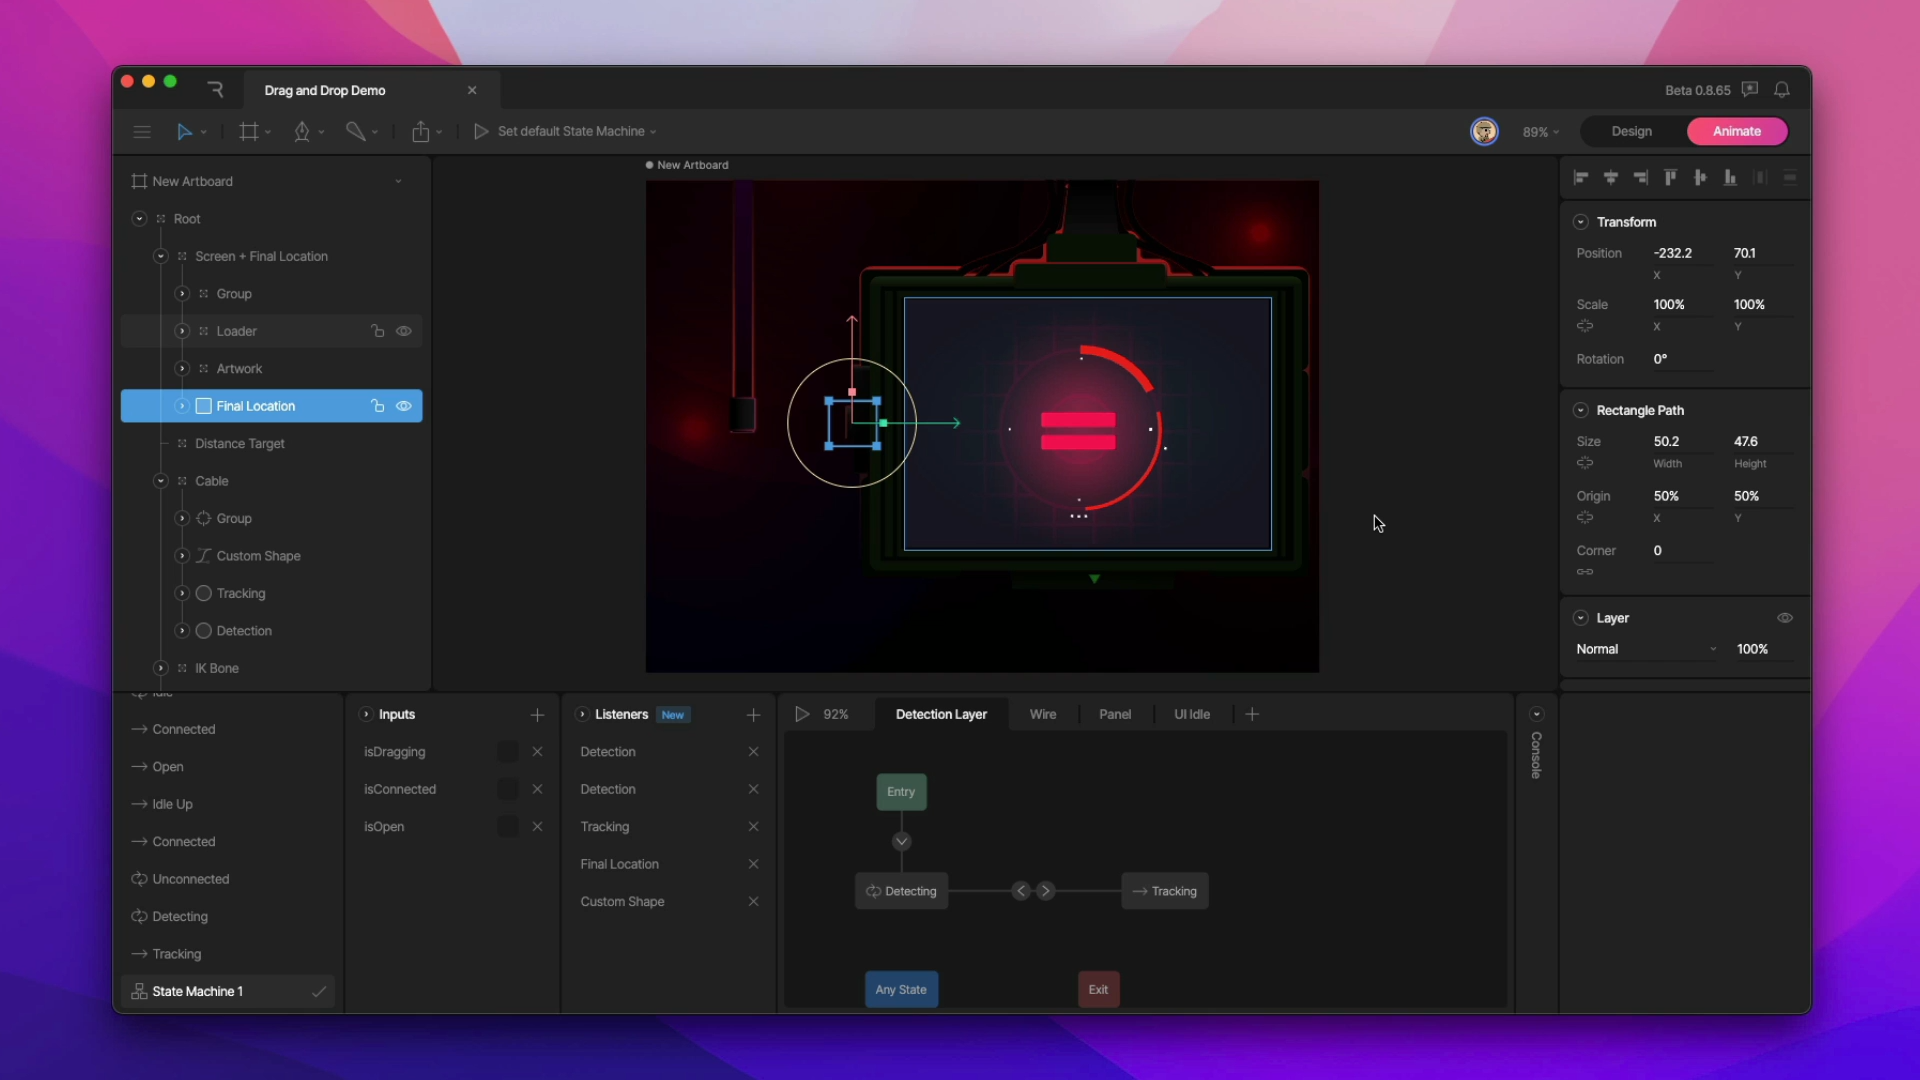 Drag and Drop Demo
Beta 0.8.65
Set default State Machine
89%
Design
Animate
New Artboard
Root
Screen + Final Location
Group
Loader
Artwork
Final Location
Distance Target
Cable
Group
Custom Shape
Tracking
Detection
IK Bone
New Artboard
Transform
Position -232.2 70.1
X Y
Scale 100% 100%
X Y
Rotation 0°
Rectangle Path
Size 50.2 47.6
Width Height
Origin 50% 50%
X Y
Corner 0
Layer
Normal 100%
Idle
Connected
Open
Idle Up
Connected
Unconnected
Detecting
Tracking
State Machine 1
Inputs
isDragging
isConnected
isOpen
Listeners New
Detection
Detection
Tracking
Final Location
Custom Shape
92%
Detection Layer
Wire
Panel
UI Idle
Entry
Detecting
Tracking
Any State
Exit
Console